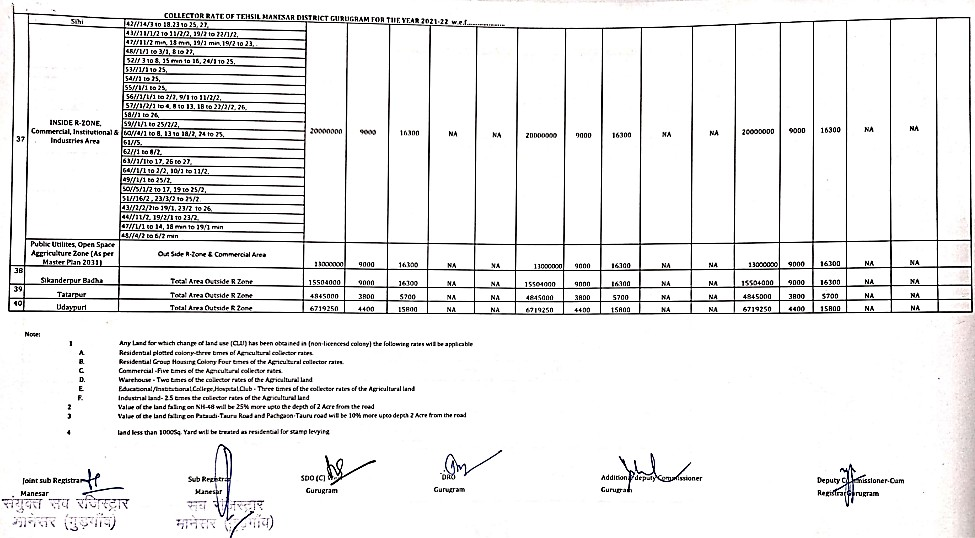 COLLECTOR RATE OF TEHSIL MANESAR DISTRICT GURUGRAM FOR THE YEAR 2021-22 w.e.f..................
Sihi 42//14/3 to 18,23 to 25, 27,
41//11/1/2 to 11/2/2, 19/2 to 22/1/2,
47//11/2 min, 18 min, 19/1 min,19/2 to 23,
48//1/1 to 3/1, 8 to 27,
52// 3 to 8, 15 min to 16, 24/1 to 25,
53//1/1 to 25,
54//1 to 25,
55//1/1 to 25,
56//1/1/1 to 2/2, 9/1 to 11/2/2,
57//1/2/1 to 4, 8 to 13, 18 to 22/2/2, 26,
58//1 to 26,
59//1/1 to 25/2/2,
37 INSIDE R-ZONE, Commercial, Institutional & Industries Area 60//4/1 to 8, 13 to 18/2, 24 to 25, 20000000 9000 16300 NA NA 20000000 9000 16300 NA NA 20000000 9000 16300 NA NA
61//5,
62//1 to 8/2,
63//1/1to 17, 26 to 27,
64//1/1 to 2/2, 10/1 to 11/2,
49//1/1 to 25/2,
50//5/1/2 to 17, 19 to 25/2,
51//16/2 , 23/3/2 to 25/2
43//2/2/2to 19/1, 23/2 to 26,
44//11/2, 19/2/1 to 23/2,
47//1/1 to 14, 18 min to 19/1 min
48//4/2 to 6/2 min
Public Utilites, Open Space
Aggriculture Zone (As per
Master Plan 2031) Out Side R-Zone & Commercial Area 13000000 9000 16300 NA NA 13000000 9000 16300 NA NA 13000000 9000 16300 NA NA
38 Sikanderpur Badha Total Area Outside R Zone 15504000 9000 16300 NA NA 15504000 9000 16300 NA NA 15504000 9000 16300 NA NA
39 Tatarpur Total Area Outside R Zone 4845000 3800 5700 NA NA 4845000 3800 5700 NA NA 4845000 3800 5700 NA NA
40 Udaypuri Total Area Outside R Zone 6719250 4400 15800 NA NA 6719250 4400 15800 NA NA 6719250 4400 15800 NA NA
Note:
1 Any Land for which change of land use (CLU) has been obtained in (non-licencesd colony) the following rates will be applicable
A. Residential plotted colony-three times of Agricultural collector rates.
B. Residential Group Housing Colony Four times of the Agricultural collector rates.
C. Commercial -Five times of the Agricultural collector rates.
D. Warehouse - Two times of the collector rates of the Agricultural land
E. Educational/Institutional,College,Hospital,Club - Three times of the collector rates of the Agricultural land
F. Industrial land- 2.5 times the collector rates of the Agricultural land
2 Value of the land falling on NH-48 will be 25% more upto the depth of 2 Acre from the road
3 Value of the land falling on Pataudi-Tauru Road and Pachgaon-Tauru road will be 10% more upto depth 2 Acre from the road
4 land less than 1000Sq. Yard will be treated as residential for stamp levying
Joint sub Registrar Sub Registrar SDO (C) DRO Additional deputy Commissioner Deputy Commissioner-Cum
Manesar Manesar Gurugram Gurugram Gurugram Registrar Gurugram
संयुक्त सब रजिस्ट्रार सब रजिस्ट्रार
मानेसर (गुड़गाँव) मानेसर (गुड़गाँव)